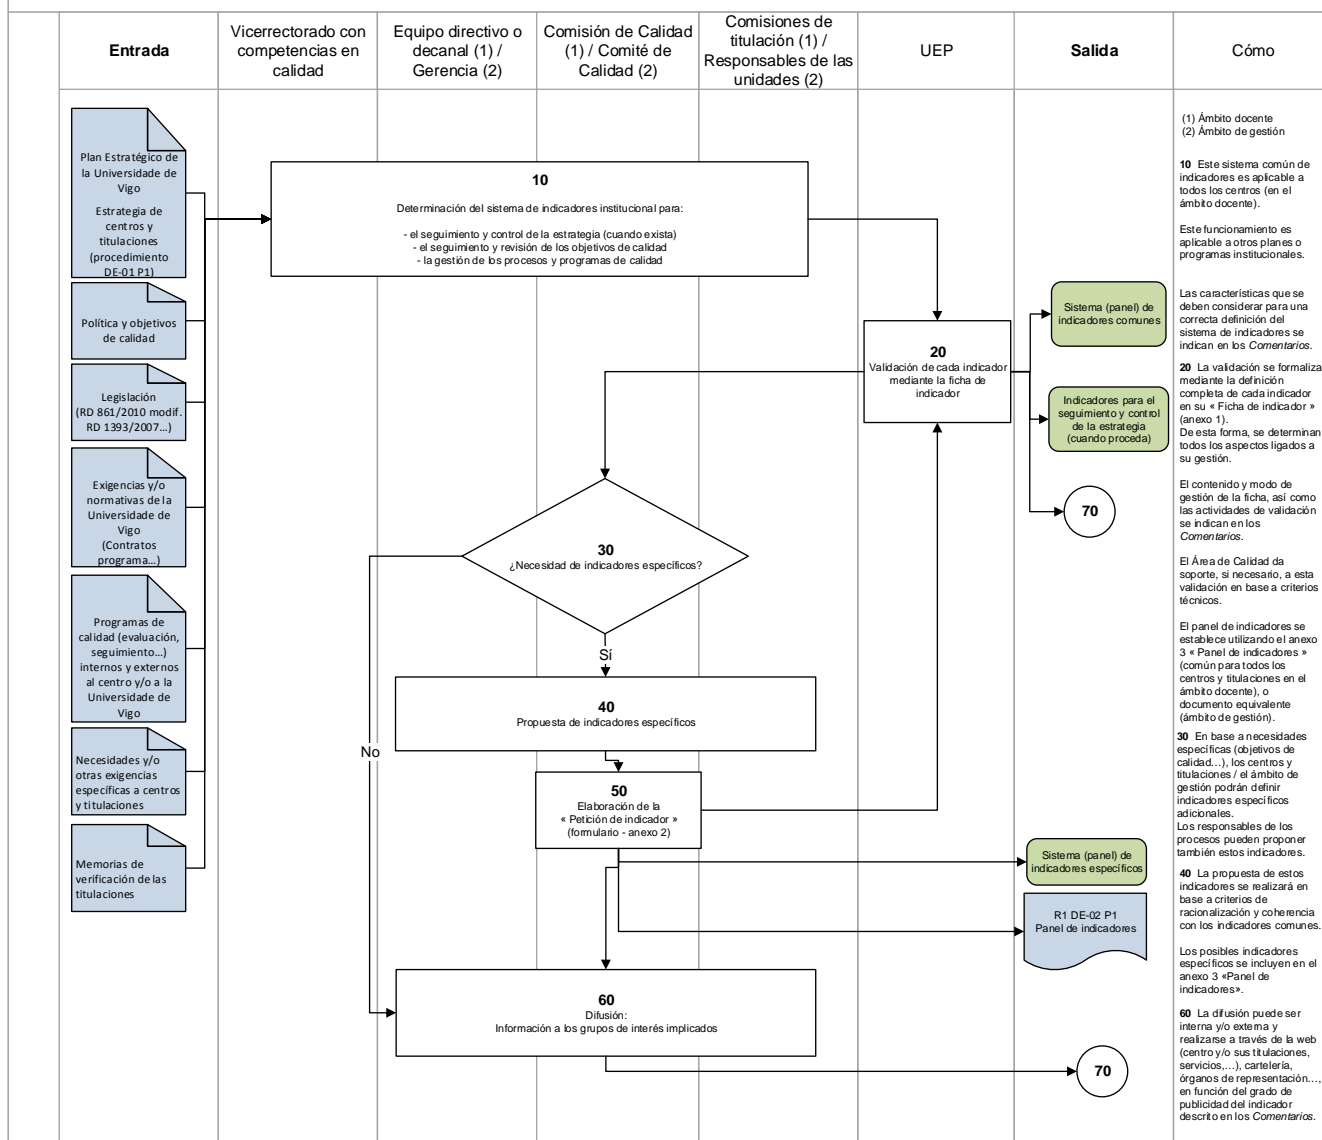 Entrada
Vicerrectorado con
competencias en
calidad
Equipo directivo o
decanal (1) /
Gerencia (2)
Comisión de Calidad
(1) / Comité de
Calidad (2)
Comisiones de
titulación (1) /
Responsables de las
unidades (2)
UEP
Salida
Cómo
Plan Estratégico de
la Universidade de
Vigo
Estrategia de
centros y
titulaciones
(procedimiento
DE-01 P1)
Política y objetivos
de calidad
Legislación
(RD 861/2010 modif.
RD 1393/2007...)
Exigencias y/o
normativas de la
Universidade de
Vigo
(Contratos
programa...)
Programas de
calidad (evaluación,
seguimiento...)
internos y externos
al centro y/o a la
Universidade de
Vigo
Necesidades y/o
otras exigencias
específicas a centros
y titulaciones
Memorias de
verificación de las
titulaciones
10
Determinación del sistema de indicadores institucional para:
- el seguimiento y control de la estrategia (cuando exista)
- el seguimiento y revisión de los objetivos de calidad
- la gestión de los procesos y programas de calidad
20
Validación de cada indicador
mediante la ficha de
indicador
30
¿Necesidad de indicadores específicos?
Sí
No
40
Propuesta de indicadores específicos
50
Elaboración de la
« Petición de indicador »
(formulario - anexo 2)
60
Difusión:
Información a los grupos de interés implicados
Sistema (panel) de
indicadores comunes
Indicadores para el
seguimiento y control
de la estrategia
(cuando proceda)
70
Sistema (panel) de
indicadores específicos
R1 DE-02 P1
Panel de indicadores
70
(1) Ámbito docente
(2) Ámbito de gestión
10 Este sistema común de
indicadores es aplicable a
todos los centros (en el
ámbito docente).
Este funcionamiento es
aplicable a otros planes o
programas institucionales.
Las características que se
deben considerar para una
correcta definición del
sistema de indicadores se
indican en los Comentarios.
20 La validación se formaliza
mediante la definición
completa de cada indicador
en su « Ficha de indicador »
(anexo 1).
De esta forma, se determinan
todos los aspectos ligados a
su gestión.
El contenido y modo de
gestión de la ficha, así como
las actividades de validación
se indican en los
Comentarios.
El Área de Calidad da
soporte, si necesario, a esta
validación en base a criterios
técnicos.
El panel de indicadores se
establece utilizando el anexo
3 « Panel de indicadores »
(común para todos los
centros y titulaciones en el
ámbito docente), o
documento equivalente
(ámbito de gestión).
30 En base a necesidades
específicas (objetivos de
calidad...), los centros y
titulaciones / el ámbito de
gestión podrán definir
indicadores específicos
adicionales.
Los responsables de los
procesos pueden proponer
también estos indicadores.
40 La propuesta de estos
indicadores se realizará en
base a criterios de
racionalización y coherencia
con los indicadores comunes.
Los posibles indicadores
específicos se incluyen en el
anexo 3 «Panel de
indicadores».
60 La difusión puede ser
interna y/o externa y
realizarse a través de la web
(centro y/o sus titulaciones,
servicios,...), cartelería,
órganos de representación...,
en función del grado de
publicidad del indicador
descrito en los Comentarios.